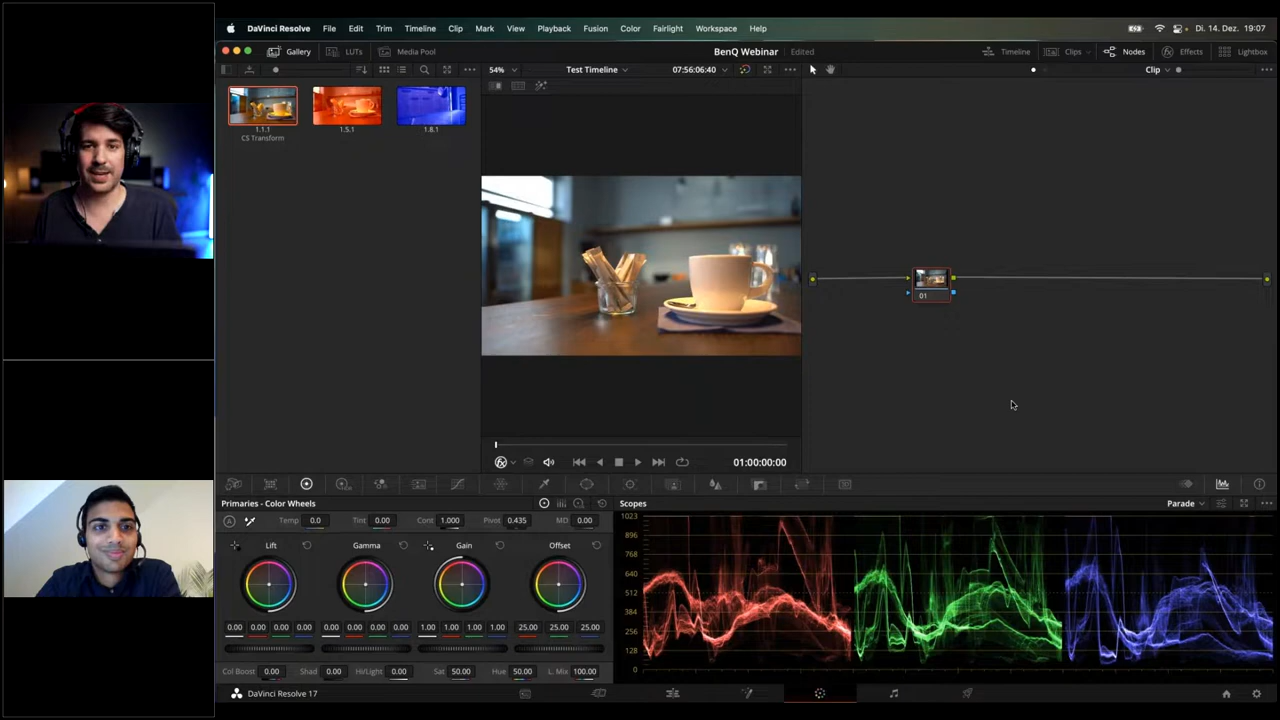 DaVinci Resolve File Edit Trim Timeline Clip Mark View Playback Fusion Color Fairlight Workspace Help Di. 14. Dez. 19:07
Gallery LUTs Media Pool BenQ Webinar Edited Timeline Clips Nodes Effects Lightbox
54% Test Timeline 07:56:06:40 Clip
1.1.1 1.5.1 1.8.1
CS Transform
01
01:00:00:00
Primaries - Color Wheels Scopes Parade
Temp 0.0 Tint 0.00 Cont 1.000 Pivot 0.435 MD 0.00
Lift Gamma Gain Offset
0.00 0.00 0.00 0.00 0.00 0.00 0.00 0.00 1.00 1.00 1.00 1.00 25.00 25.00 25.00
Col Boost 0.00 Shad 0.00 Hi/Light 0.00 Sat 50.00 Hue 50.00 L. Mix 100.00
1023
896
768
640
512
384
256
128
0
DaVinci Resolve 17